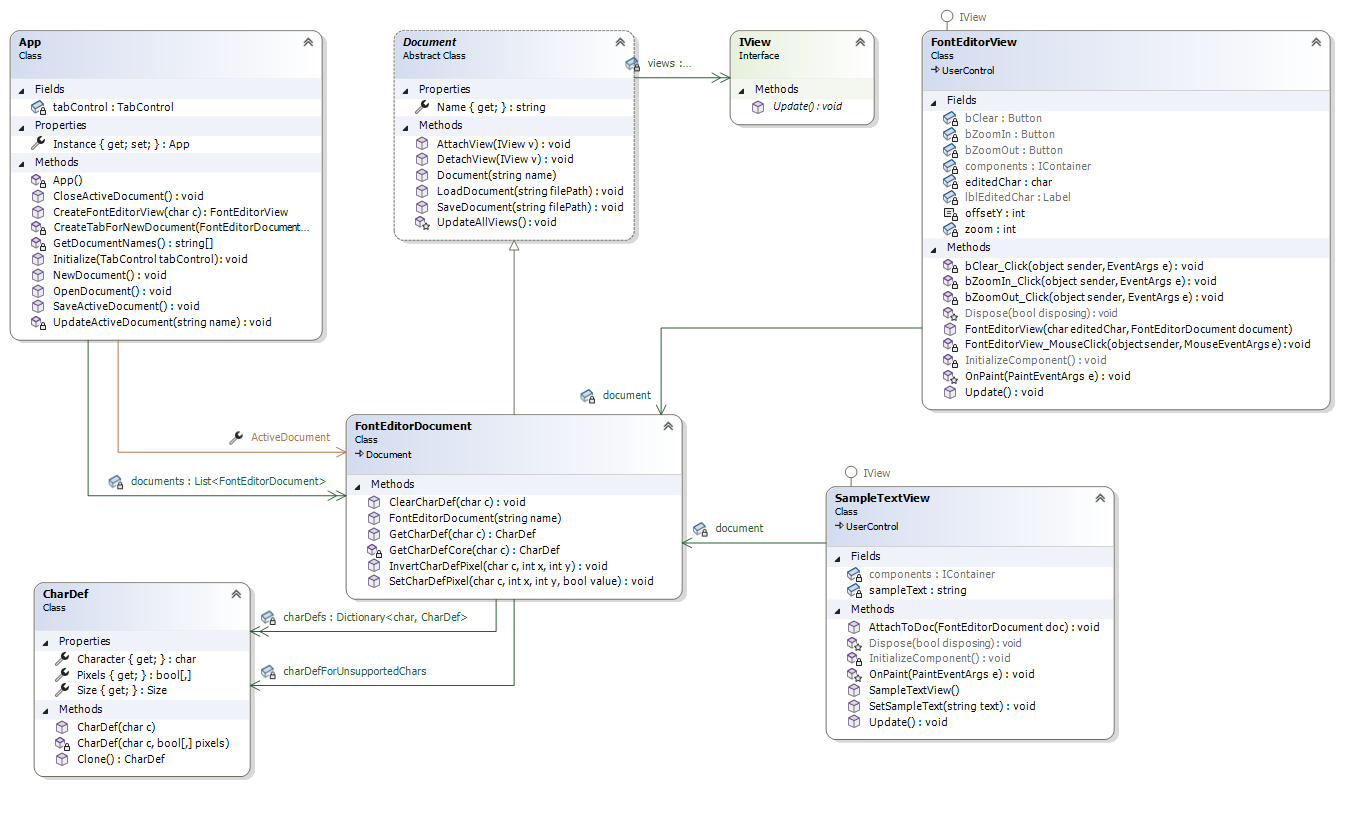 App
Class
Fields
tabControl : TabControl
Properties
Instance { get; set; } : App
Methods
App()
CloseActiveDocument() : void
CreateFontEditorView(char c) : FontEditorView
CreateTabForNewDocument(FontEditorDocument...
GetDocumentNames() : string[]
Initialize(TabControl tabControl) : void
NewDocument() : void
OpenDocument() : void
SaveActiveDocument() : void
UpdateActiveDocument(string name) : void
Document
Abstract Class
Properties
Name { get; } : string
Methods
AttachView(IView v) : void
DetachView(IView v) : void
Document(string name)
LoadDocument(string filePath) : void
SaveDocument(string filePath) : void
UpdateAllViews() : void
views :...
IView
Interface
Methods
Update() : void
IView
FontEditorView
Class
UserControl
Fields
bClear : Button
bZoomIn : Button
bZoomOut : Button
components : IContainer
editedChar : char
lblEditedChar : Label
offsetY : int
zoom : int
Methods
bClear_Click(object sender, EventArgs e) : void
bZoomIn_Click(object sender, EventArgs e) : void
bZoomOut_Click(object sender, EventArgs e) : void
Dispose(bool disposing) : void
FontEditorView(char editedChar, FontEditorDocument document)
FontEditorView_MouseClick(object sender, MouseEventArgs e) : void
InitializeComponent() : void
OnPaint(PaintEventArgs e) : void
Update() : void
document
ActiveDocument
documents : List<FontEditorDocument>
FontEditorDocument
Class
Document
Methods
ClearCharDef(char c) : void
FontEditorDocument(string name)
GetCharDef(char c) : CharDef
GetCharDefCore(char c) : CharDef
InvertCharDefPixel(char c, int x, int y) : void
SetCharDefPixel(char c, int x, int y, bool value) : void
document
IView
SampleTextView
Class
UserControl
Fields
components : IContainer
sampleText : string
Methods
AttachToDoc(FontEditorDocument doc) : void
Dispose(bool disposing) : void
InitializeComponent() : void
OnPaint(PaintEventArgs e) : void
SampleTextView()
SetSampleText(string text) : void
Update() : void
charDefs : Dictionary<char, CharDef>
charDefForUnsupportedChars
CharDef
Class
Properties
Character { get; } : char
Pixels { get; } : bool[,]
Size { get; } : Size
Methods
CharDef(char c)
CharDef(char c, bool[,] pixels)
Clone() : CharDef